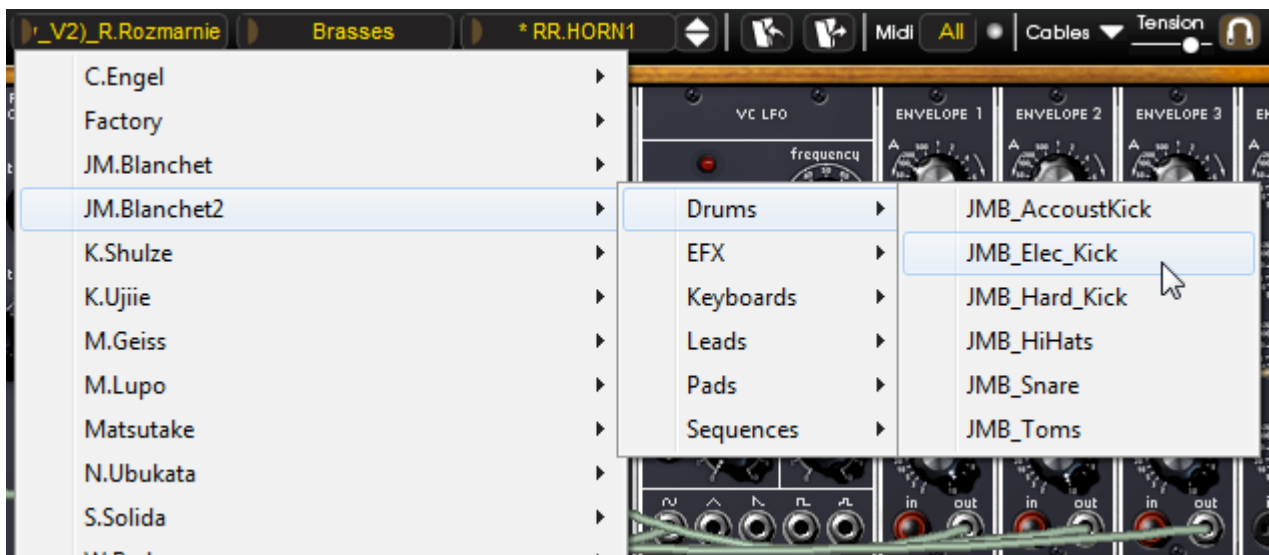 _V2)_R.Rozmarnie
Brasses
* RR.HORN1
Midi
All
Cables
Tension
C.Engel
Factory
JM.Blanchet
JM.Blanchet2
K.Shulze
K.Ujiie
M.Geiss
M.Lupo
Matsutake
N.Ubukata
S.Solida
Drums
EFX
Keyboards
Leads
Pads
Sequences
JMB_AccoustKick
JMB_Elec_Kick
JMB_Hard_Kick
JMB_HiHats
JMB_Snare
JMB_Toms
VC LFO
frequency
ENVELOPE 1
ENVELOPE 2
ENVELOPE 3
A
A
A
in out
in out
in out